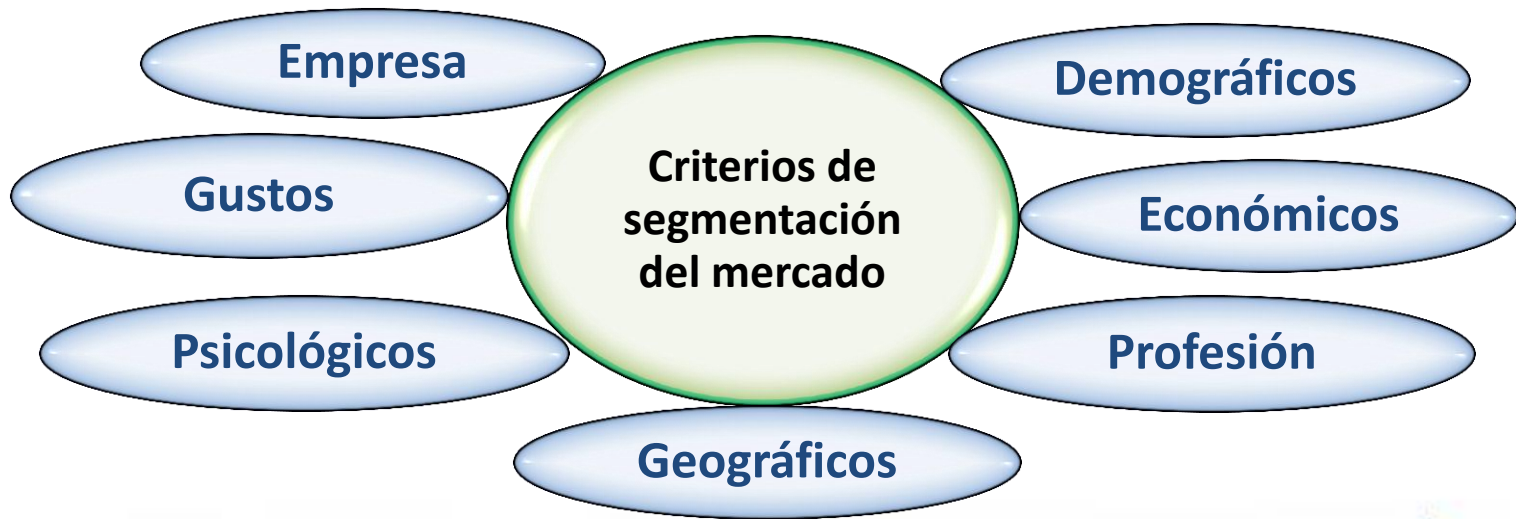 Empresa
Demográficos
Criterios de
segmentación
del mercado
Gustos
Económicos
Psicológicos
Profesión
Geográficos